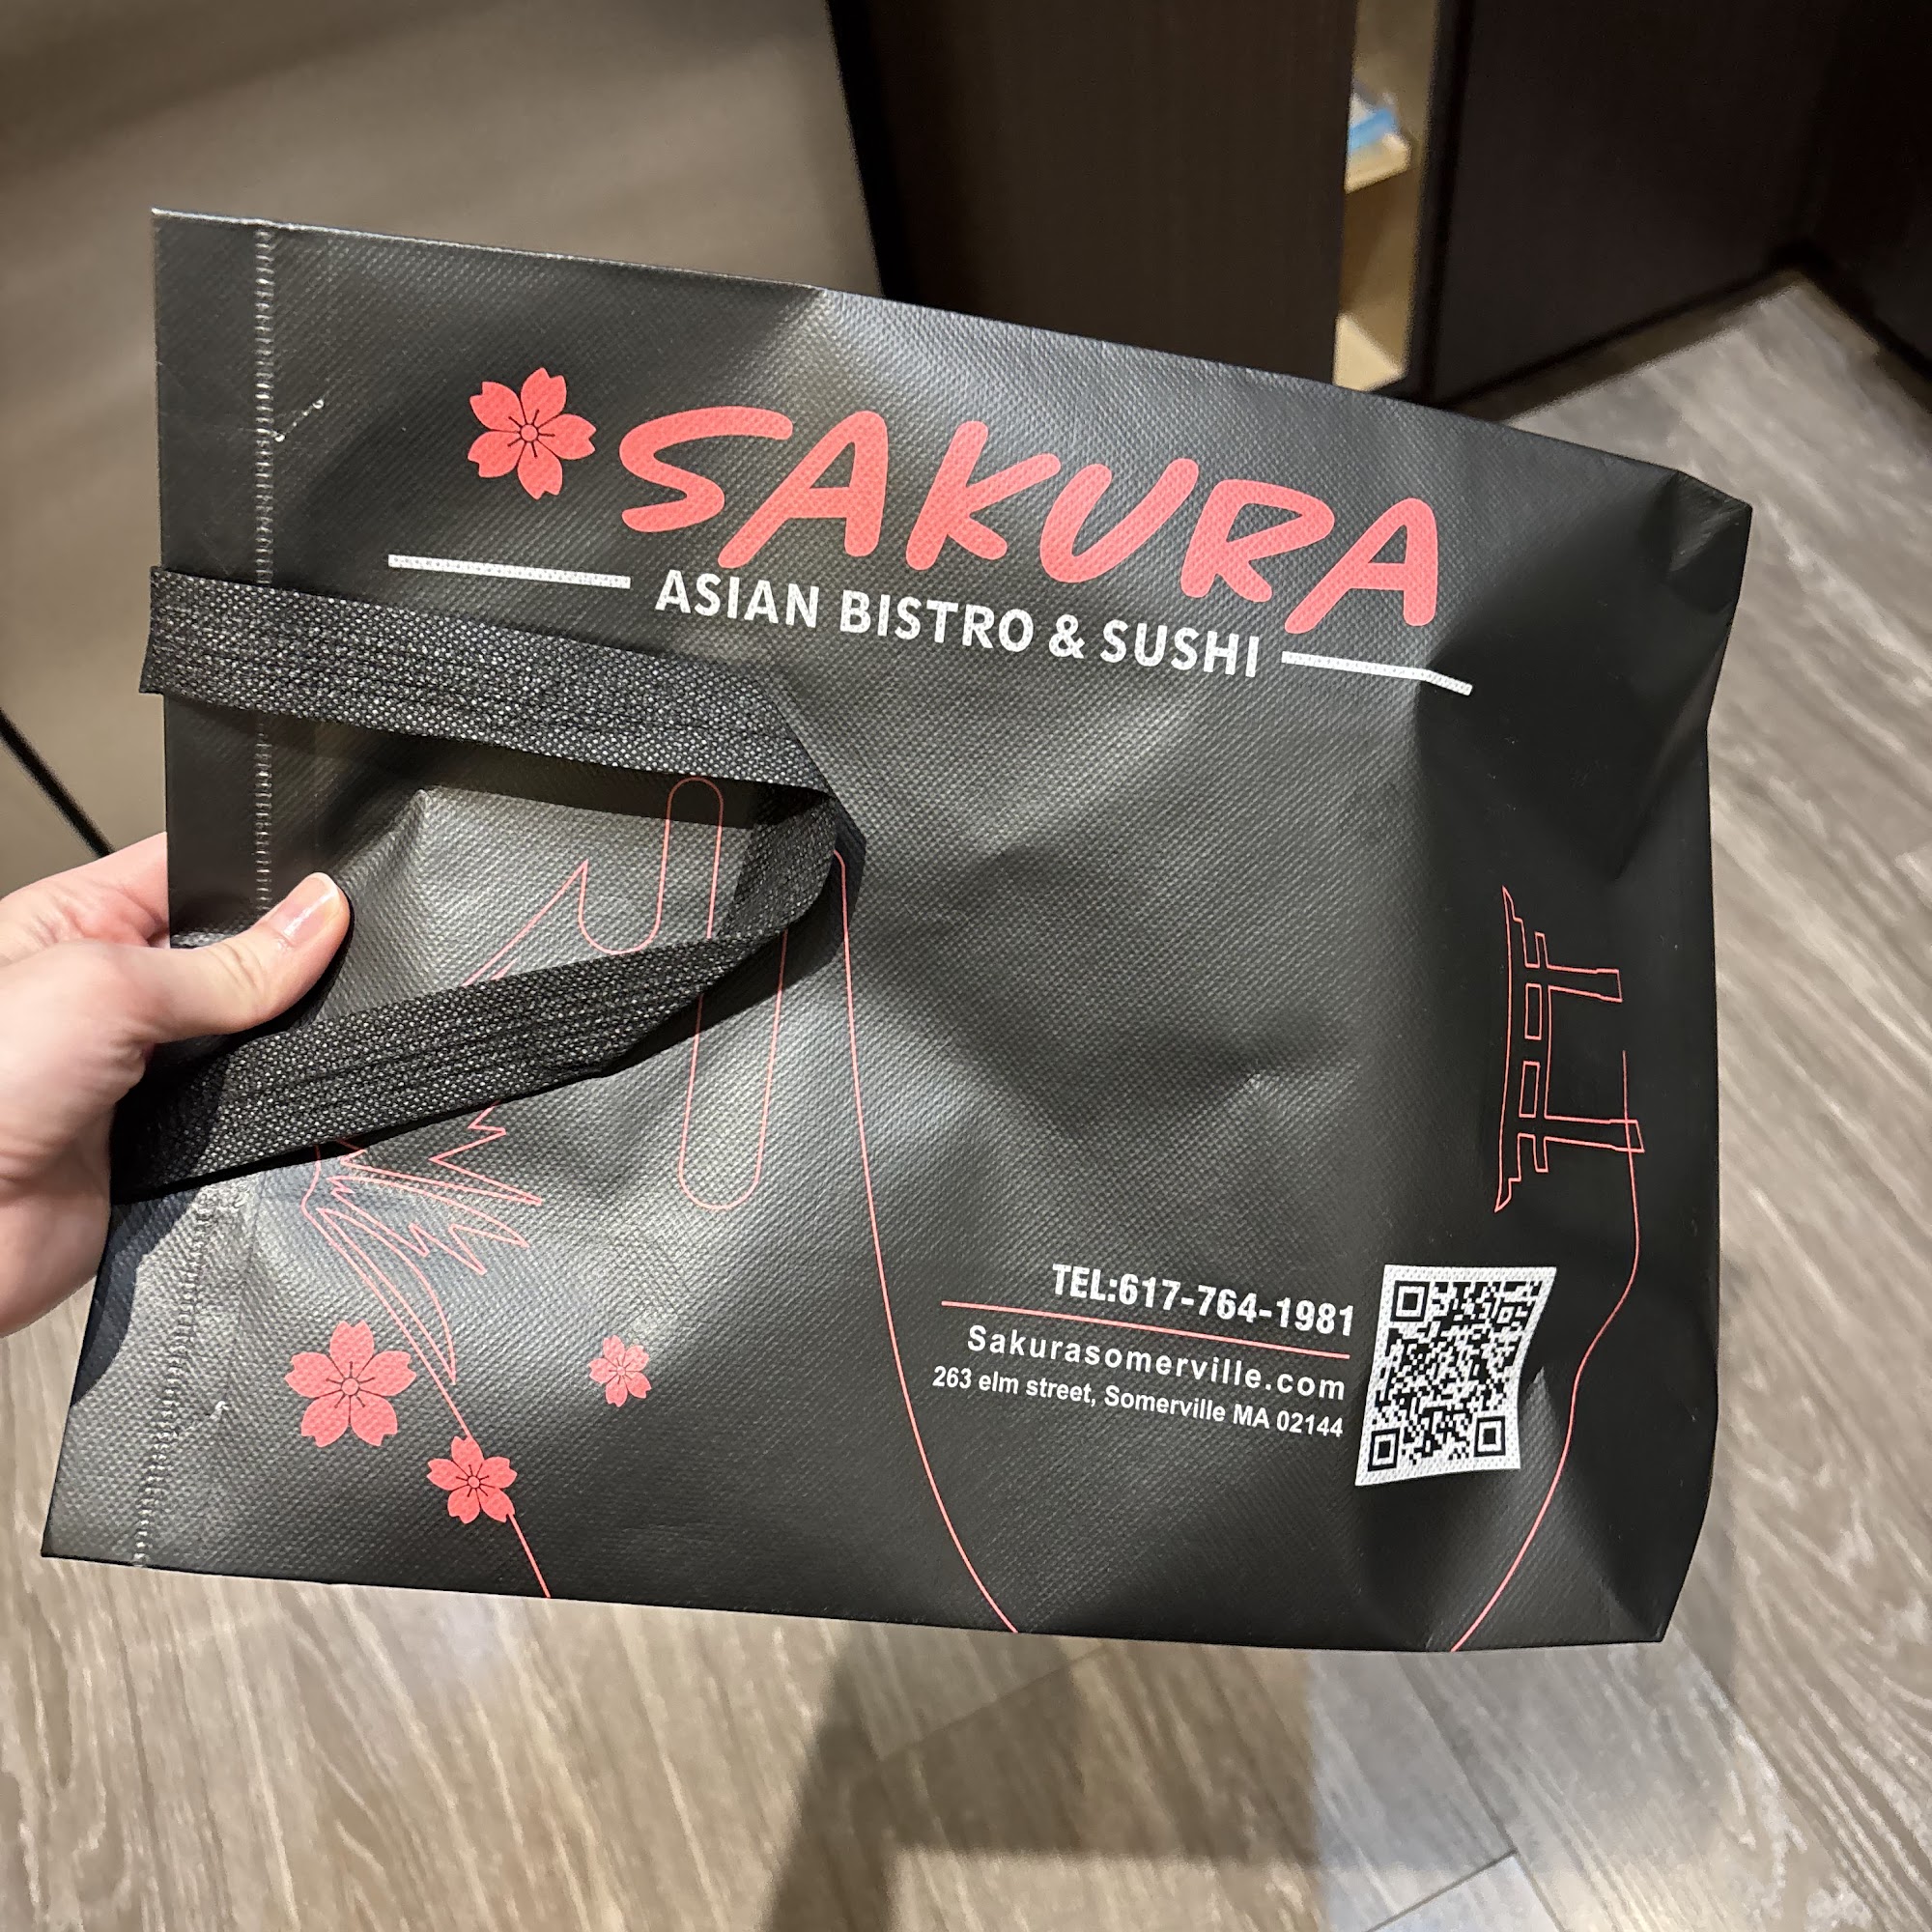 SAKURA
ASIAN BISTRO & SUSHI
TEL:617-764-1981
Sakurasomerville.com
263 elm street, Somerville MA 02144